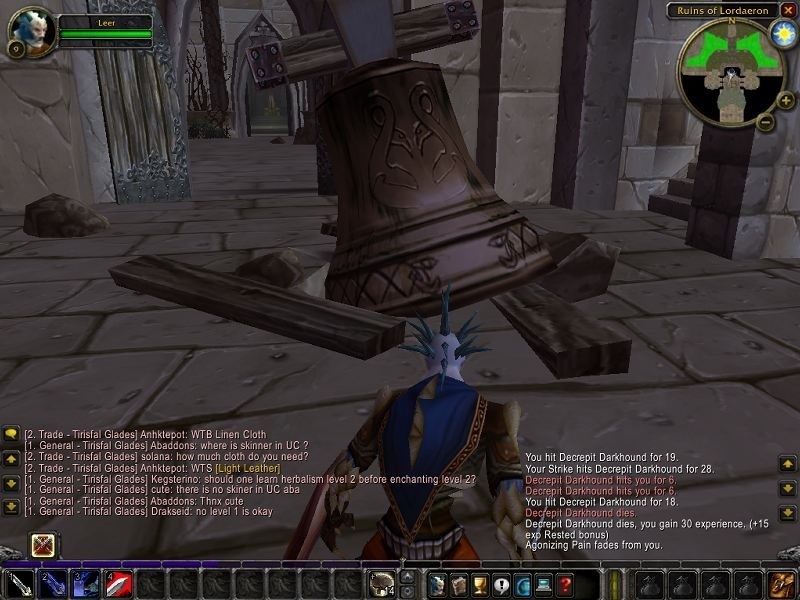 Leer
9
Ruins of Lordaeron
N
[2. Trade - Tirisfal Glades] Anhktepot: WTB Linen Cloth
[1. General - Tirisfal Glades] Abaddons: where is skinner in UC ?
[2. Trade - Tirisfal Glades] solana: how much cloth do you need?
[2. Trade - Tirisfal Glades] Anhktepot: WTS [Light Leather]
[1. General - Tirisfal Glades] Kegsterino: should one learn herbalism level 2 before enchanting level 2?
[1. General - Tirisfal Glades] cute: there is no skiner in UC aba
[1. General - Tirisfal Glades] Abaddons: Thnx cute
[1. General - Tirisfal Glades] Drakseid: no level 1 is okay
You hit Decrepit Darkhound for 19.
Your Strike hits Decrepit Darkhound for 28.
Decrepit Darkhound hits you for 6.
Decrepit Darkhound hits you for 6.
You hit Decrepit Darkhound for 18.
Decrepit Darkhound dies.
Decrepit Darkhound dies, you gain 30 experience, (+15
exp Rested bonus)
Agonizing Pain fades from you.
1 2 3 4